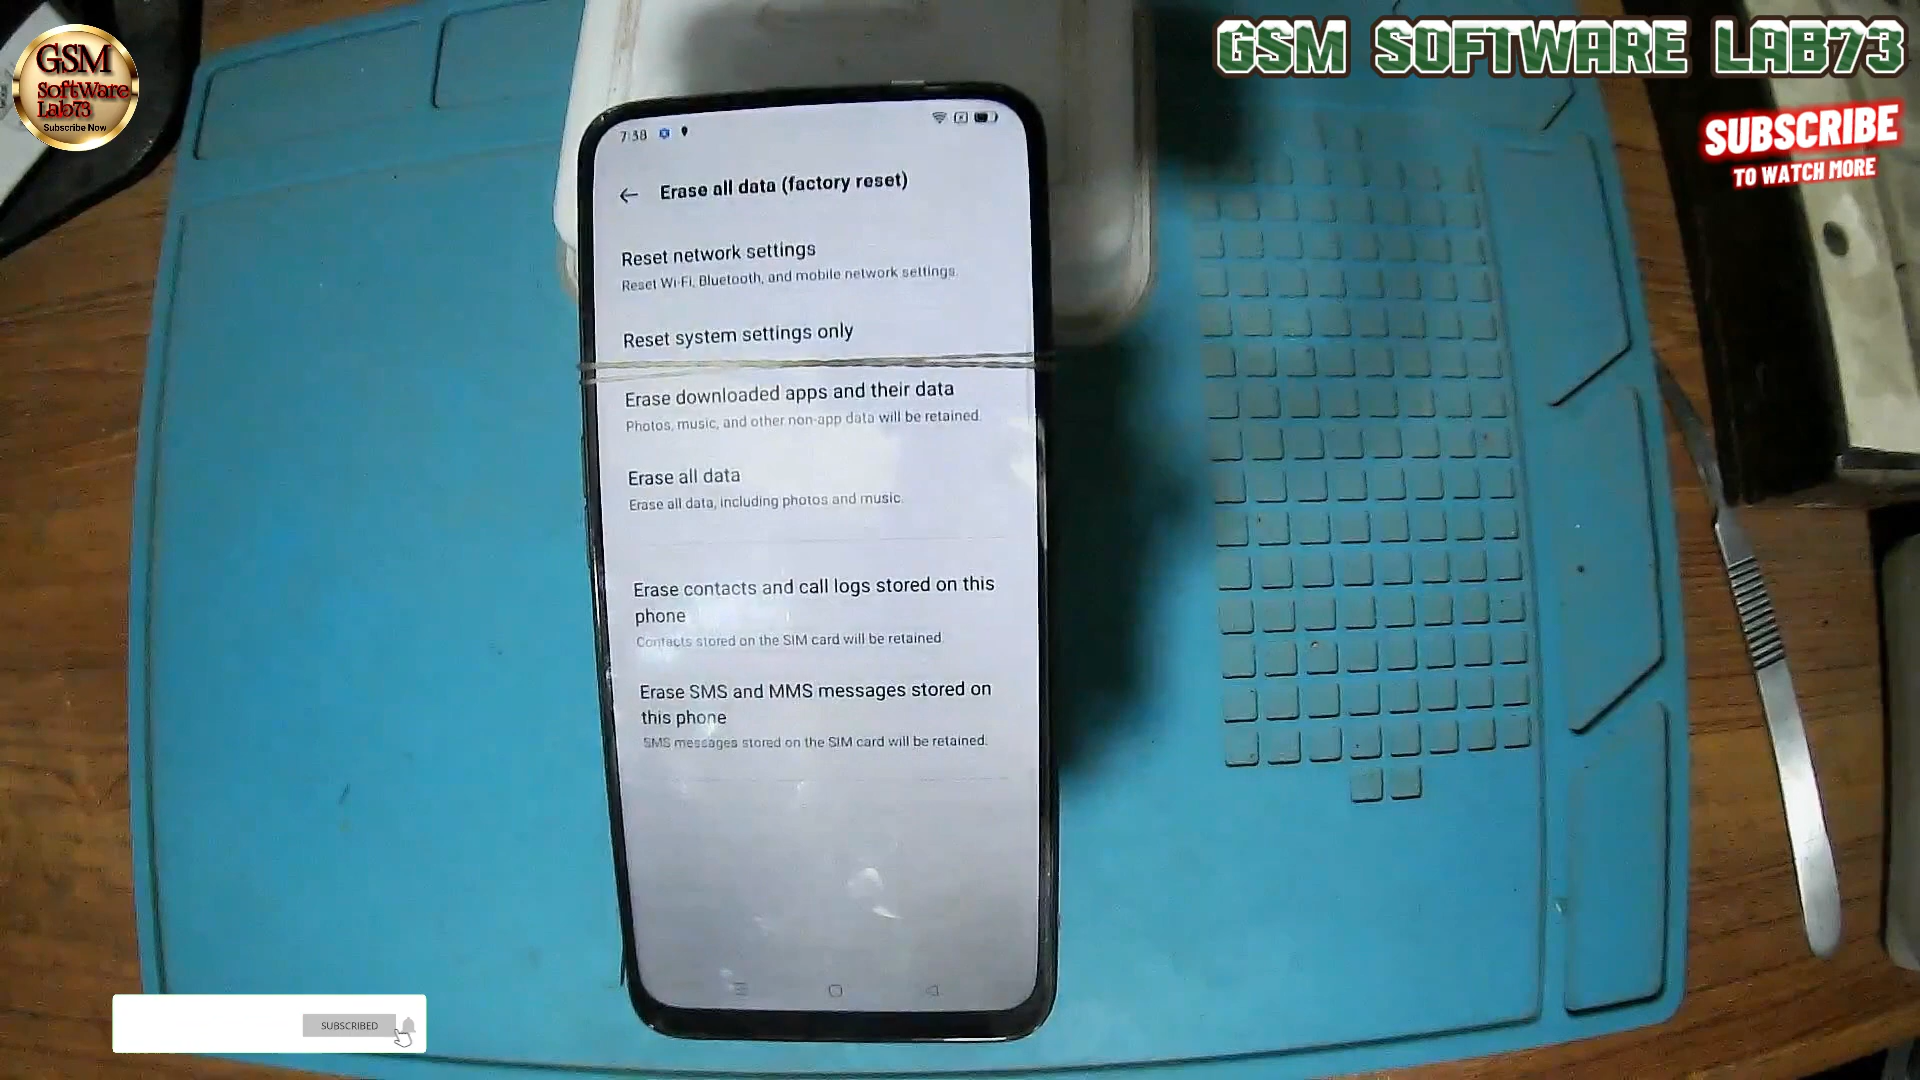 GSM
SoftWare
Lab73
Subscribe Now
GSM SOFTWARE LAB73
SUBSCRIBE
TO WATCH MORE
7:38
Erase all data (factory reset)
Reset network settings
Reset Wi-Fi, Bluetooth, and mobile network settings.
Reset system settings only
Erase downloaded apps and their data
Photos, music, and other non-app data will be retained.
Erase all data
Erase all data, including photos and music.
Erase contacts and call logs stored on this
phone
Contacts stored on the SIM card will be retained.
Erase SMS and MMS messages stored on
this phone
SMS messages stored on the SIM card will be retained.
SUBSCRIBED